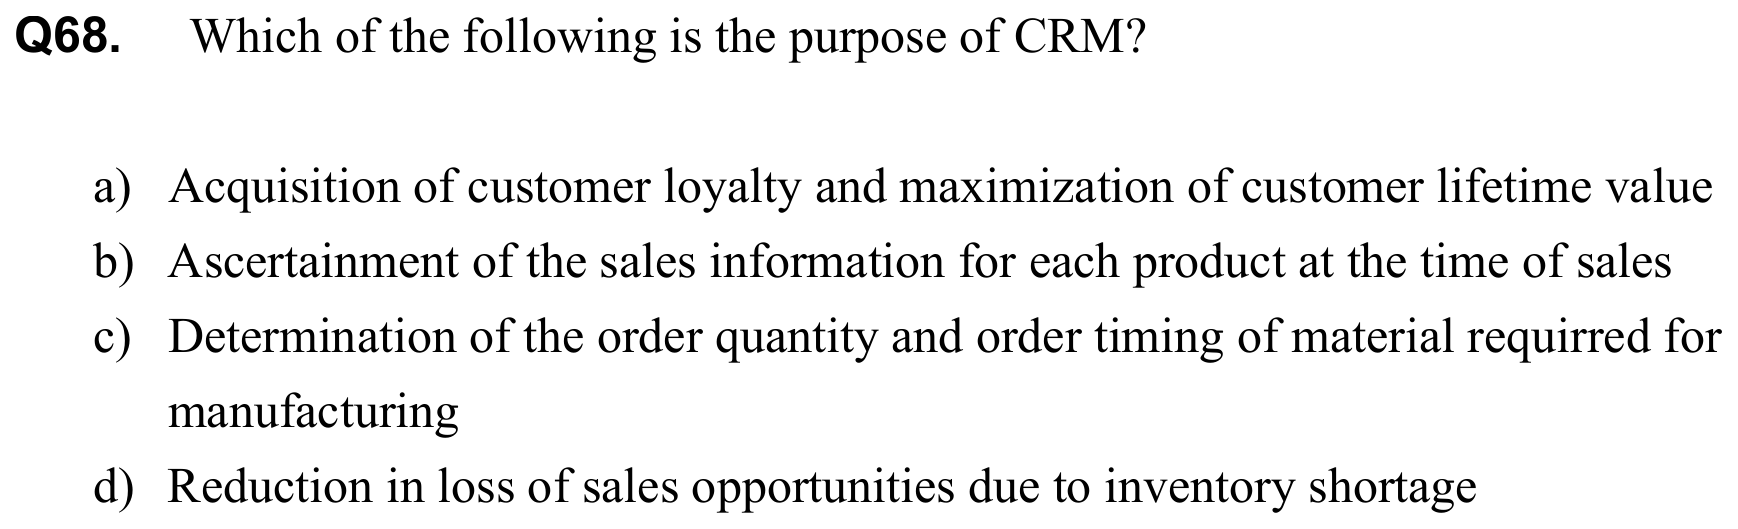 Q68. Which of the following is the purpose of CRM?
a) Acquisition of customer loyalty and maximization of customer lifetime value
b) Ascertainment of the sales information for each product at the time of sales
c) Determination of the order quantity and order timing of material requirred for
manufacturing
d) Reduction in loss of sales opportunities due to inventory shortage